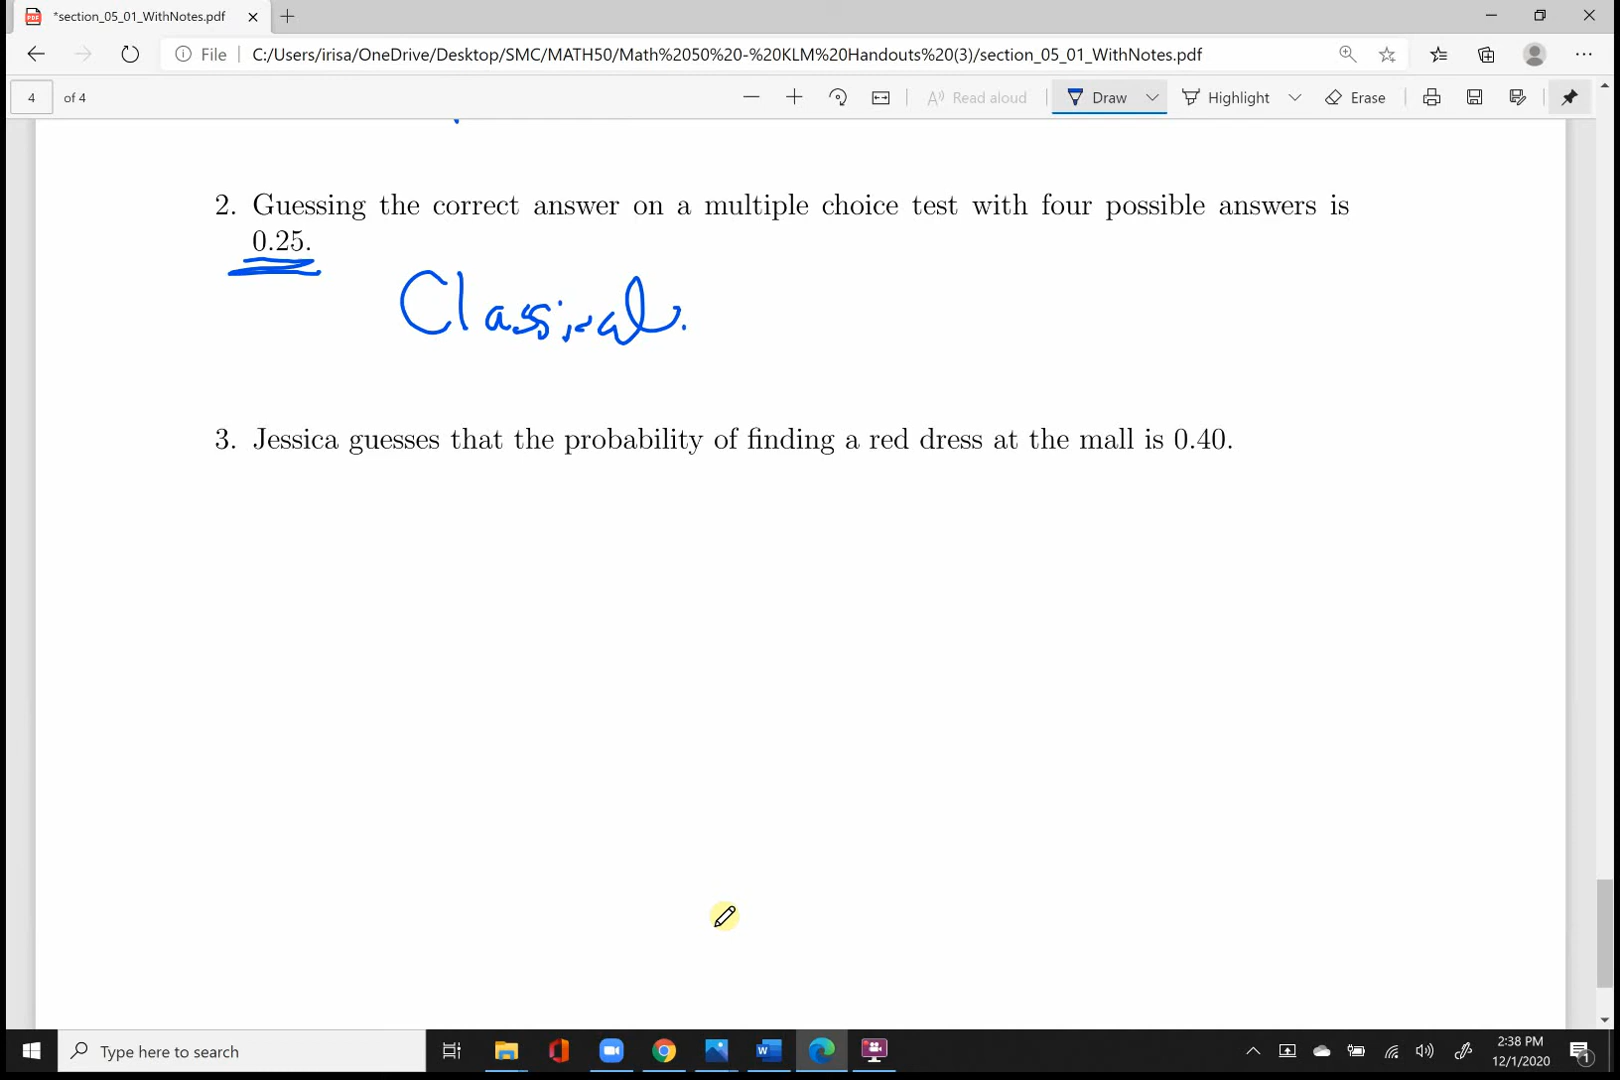 *section_05_01_WithNotes.pdf
File
C:/Users/irisa/OneDrive/Desktop/SMC/MATH50/Math%2050%20-%20KLM%20Handouts%20(3)/section_05_01_WithNotes.pdf
4 of 4
Read aloud
Draw
Highlight
Erase
2. Guessing the correct answer on a multiple choice test with four possible answers is
0.25.
Classical.
3. Jessica guesses that the probability of finding a red dress at the mall is 0.40.
Type here to search
2:38 PM
12/1/2020
1